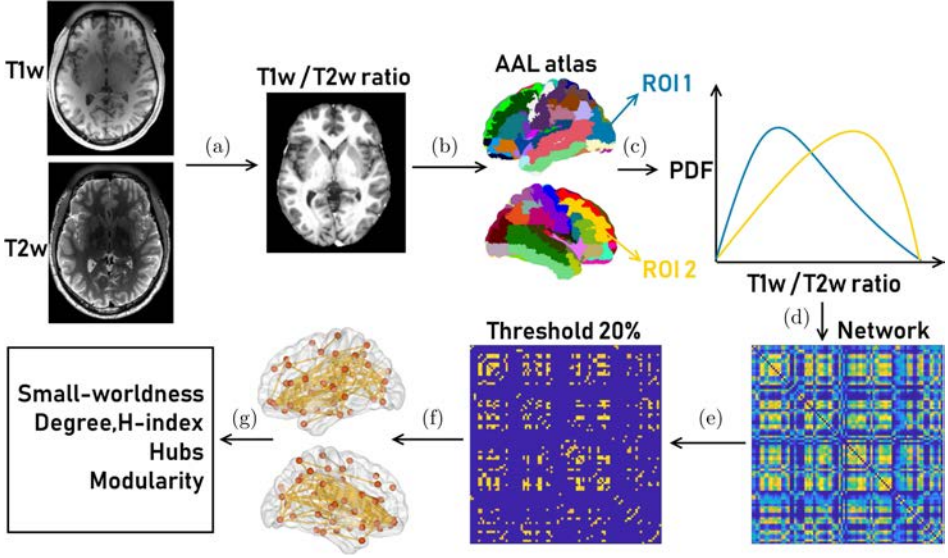 T1w
T2w
(a)
T1w/T2w ratio
(b)
AAL atlas
ROI 1
ROI 2
(c)
PDF
T1w/T2w ratio
(d)
Network
(e)
Threshold 20%
(f)
(g)
Small-worldness
Degree,H-index
Hubs
Modularity